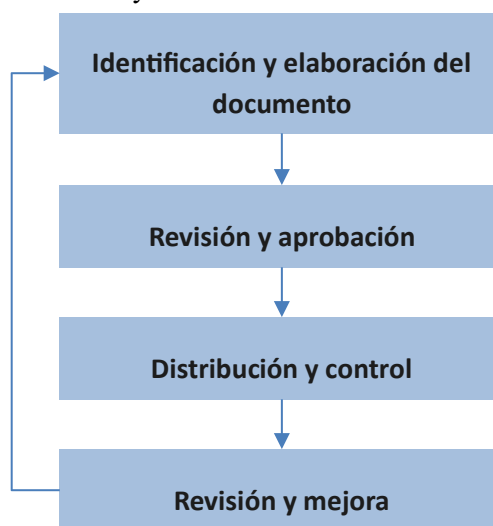 Identificación y elaboración del
documento
Revisión y aprobación
Distribución y control
Revisión y mejora